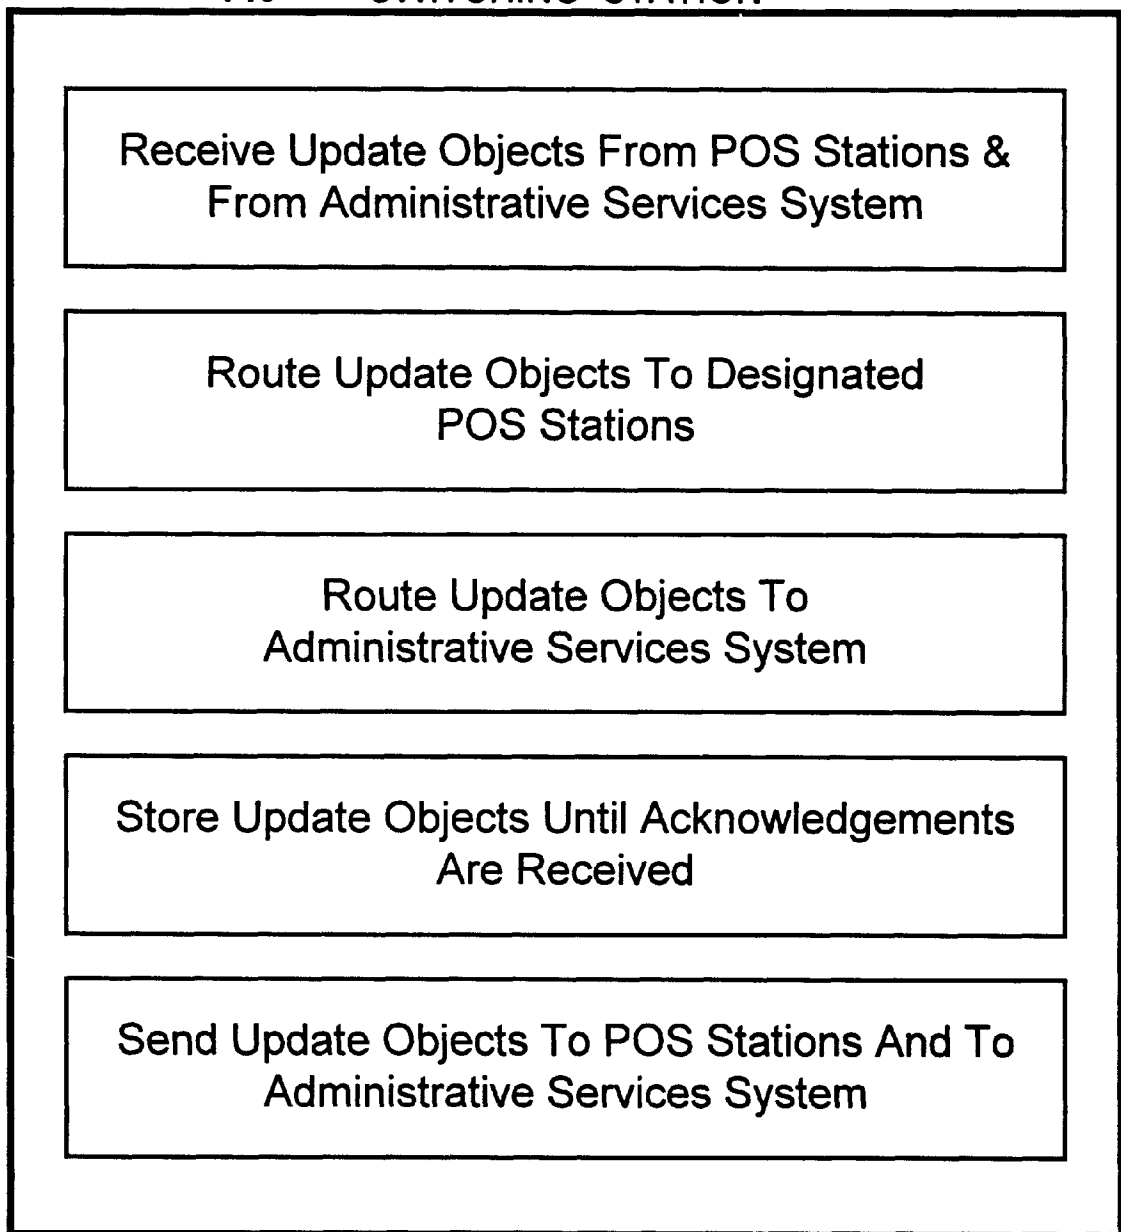 SWITCHING STATION
Receive Update Objects From POS Stations &
From Administrative Services System
Route Update Objects To Designated
POS Stations
Route Update Objects To
Administrative Services System
Store Update Objects Until Acknowledgements
Are Received
Send Update Objects To POS Stations And To
Administrative Services System